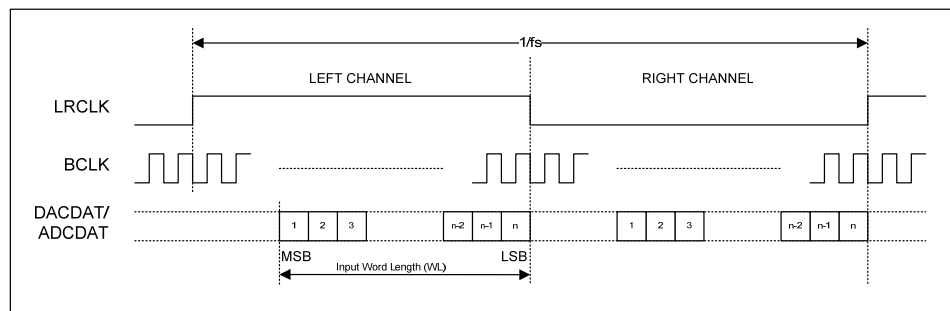 1/fs
LEFT CHANNEL
RIGHT CHANNEL
LRCLK
BCLK
DACDAT/
ADCDAT
1 2 3 n-2 n-1 n 1 2 3 n-2 n-1 n
MSB LSB
Input Word Length (WL)